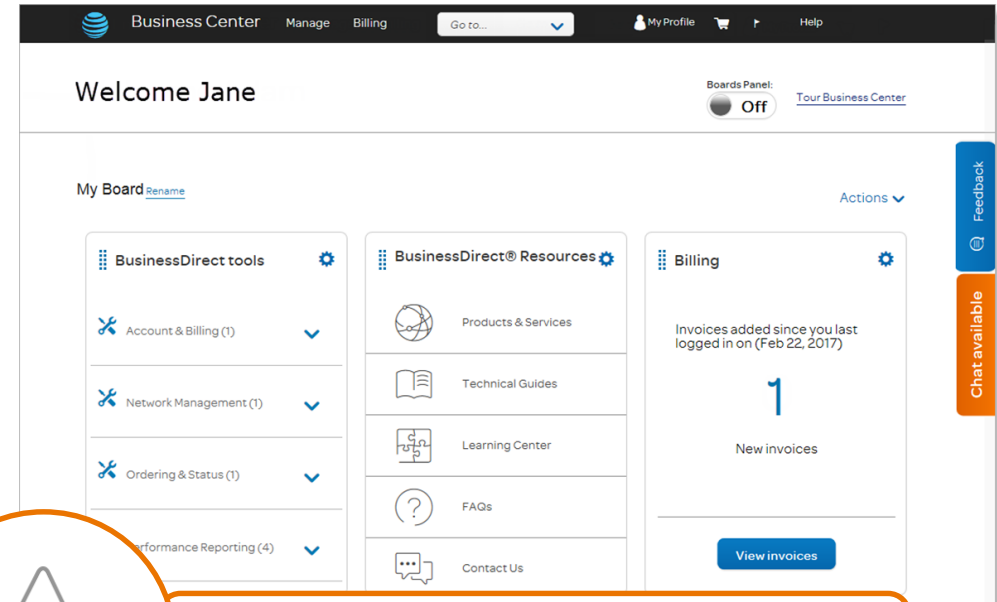 Business Center Manage Billing Go to... My Profile Help
Welcome Jane
Boards Panel:
Off
Tour Business Center
My Board Rename
Actions
BusinessDirect tools
Account & Billing (1)
Network Management (1)
Ordering & Status (1)
erformance Reporting (4)
BusinessDirect® Resources
Products & Services
Technical Guides
Learning Center
FAQs
Contact Us
Billing
Invoices added since you last
logged in on (Feb 22, 2017)
1
New invoices
View invoices
Feedback
Chat available